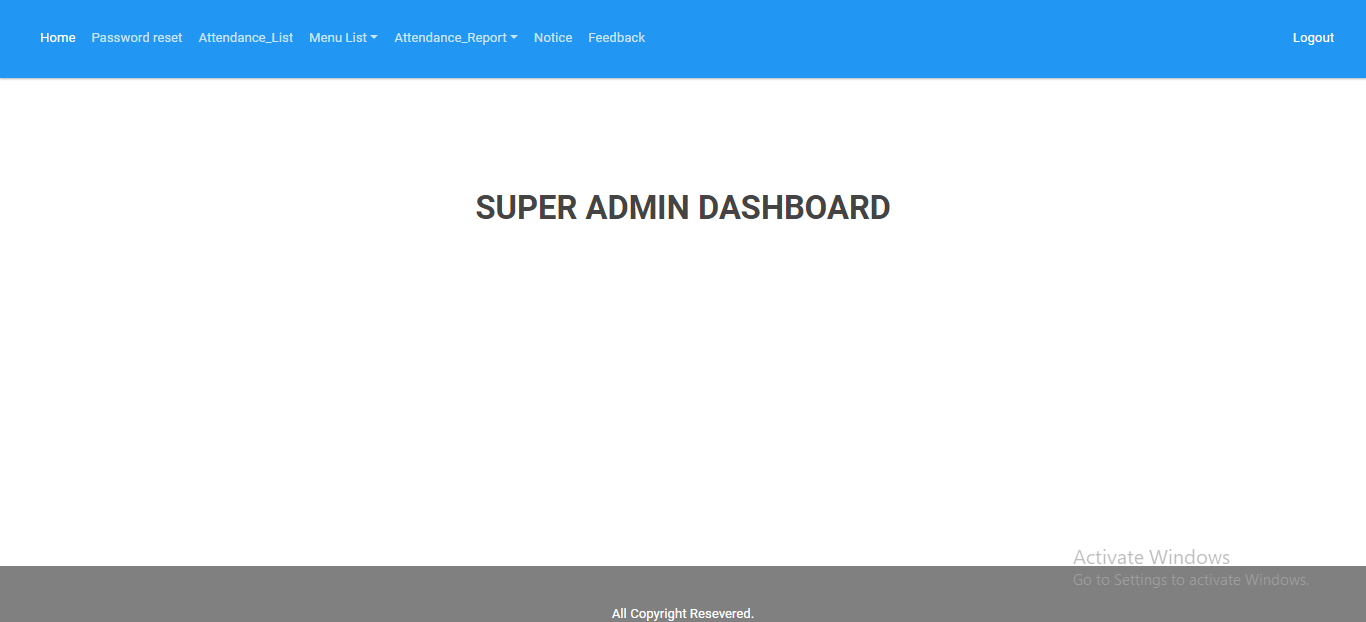 Home Password reset Attendance_List Menu List Attendance_Report Notice Feedback Logout
SUPER ADMIN DASHBOARD
Activate Windows
Go to Settings to activate Windows.
All Copyright Resevered.